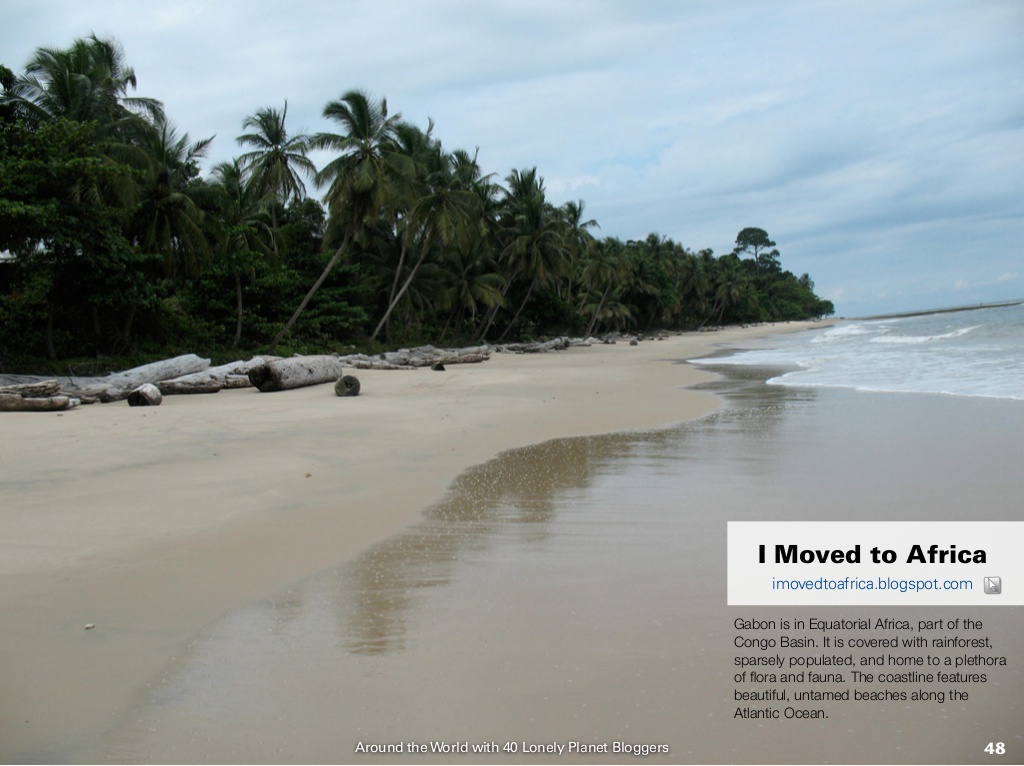 I Moved to Africa
imovedtoafrica.blogspot.com
Gabon is in Equatorial Africa, part of the
Congo Basin. It is covered with rainforest,
sparsely populated, and home to a plethora
of flora and fauna. The coastline features
beautiful, untamed beaches along the
Atlantic Ocean.
Around the World with 40 Lonely Planet Bloggers
48